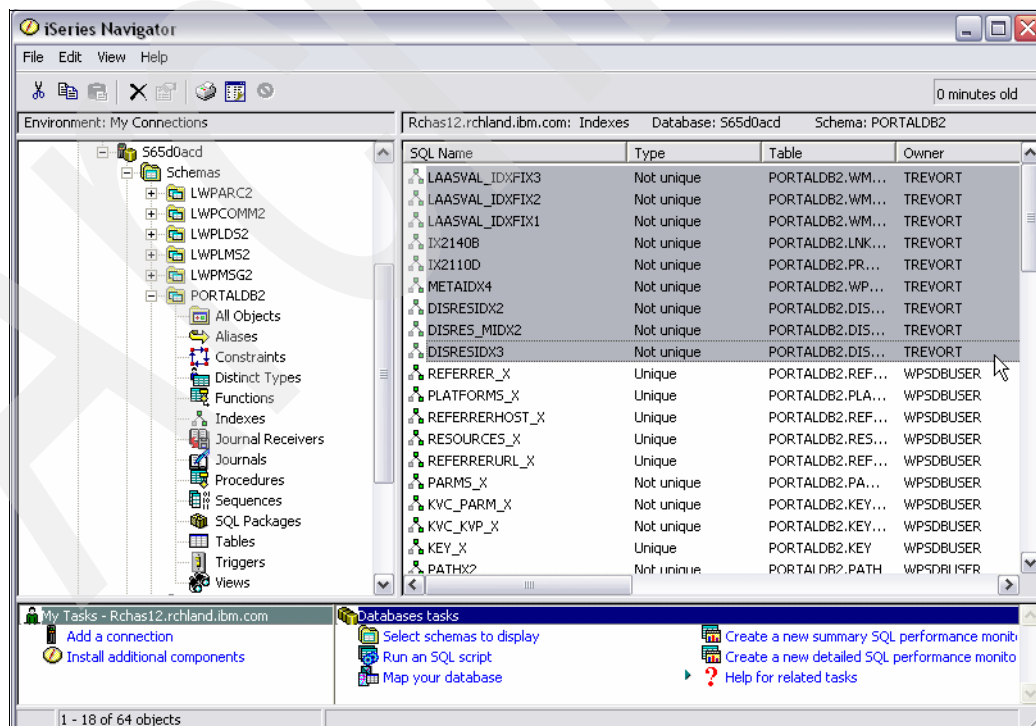 iSeries Navigator
File Edit View Help
0 minutes old
Environment: My Connections
Rchas12.rchland.ibm.com: Indexes Database: S65d0acd Schema: PORTALDB2
S65d0acd
Schemas
LWPARC2
LWPCOMM2
LWPLDS2
LWPLMS2
LWPMSG2
PORTALDB2
All Objects
Aliases
Constraints
Distinct Types
Functions
Indexes
Journal Receivers
Journals
Procedures
Sequences
SQL Packages
Tables
Triggers
Views
SQL Name Type Table Owner
LAASVAL_IDXFIX3 Not unique PORTALDB2.WM... TREVORT
LAASVAL_IDXFIX2 Not unique PORTALDB2.WM... TREVORT
LAASVAL_IDXFIX1 Not unique PORTALDB2.WM... TREVORT
IX2140B Not unique PORTALDB2.LNK... TREVORT
IX2110D Not unique PORTALDB2.PR... TREVORT
METAIDX4 Not unique PORTALDB2.WP... TREVORT
DISRESIDX2 Not unique PORTALDB2.DIS... TREVORT
DISRES_MIDX2 Not unique PORTALDB2.DIS... TREVORT
DISRESIDX3 Not unique PORTALDB2.DIS... TREVORT
REFERRER_X Unique PORTALDB2.REF... WPSDBUSER
PLATFORMS_X Unique PORTALDB2.PLA... WPSDBUSER
REFERRERHOST_X Unique PORTALDB2.REF... WPSDBUSER
RESOURCES_X Unique PORTALDB2.RES... WPSDBUSER
REFERRERURL_X Unique PORTALDB2.REF... WPSDBUSER
PARMS_X Not unique PORTALDB2.PA... WPSDBUSER
KVC_PARM_X Not unique PORTALDB2.KEY... WPSDBUSER
KVC_KVP_X Not unique PORTALDB2.KEY... WPSDBUSER
KEY_X Unique PORTALDB2.KEY WPSDBUSER
PATHX2 Not unique PORTALDB2.PATH WPSDBUSER
My Tasks - Rchas12.rchland.ibm.com
Add a connection
Install additional components
Databases tasks
Select schemas to display
Run an SQL script
Map your database
Create a new summary SQL performance monit
Create a new detailed SQL performance monito
Help for related tasks
1 - 18 of 64 objects